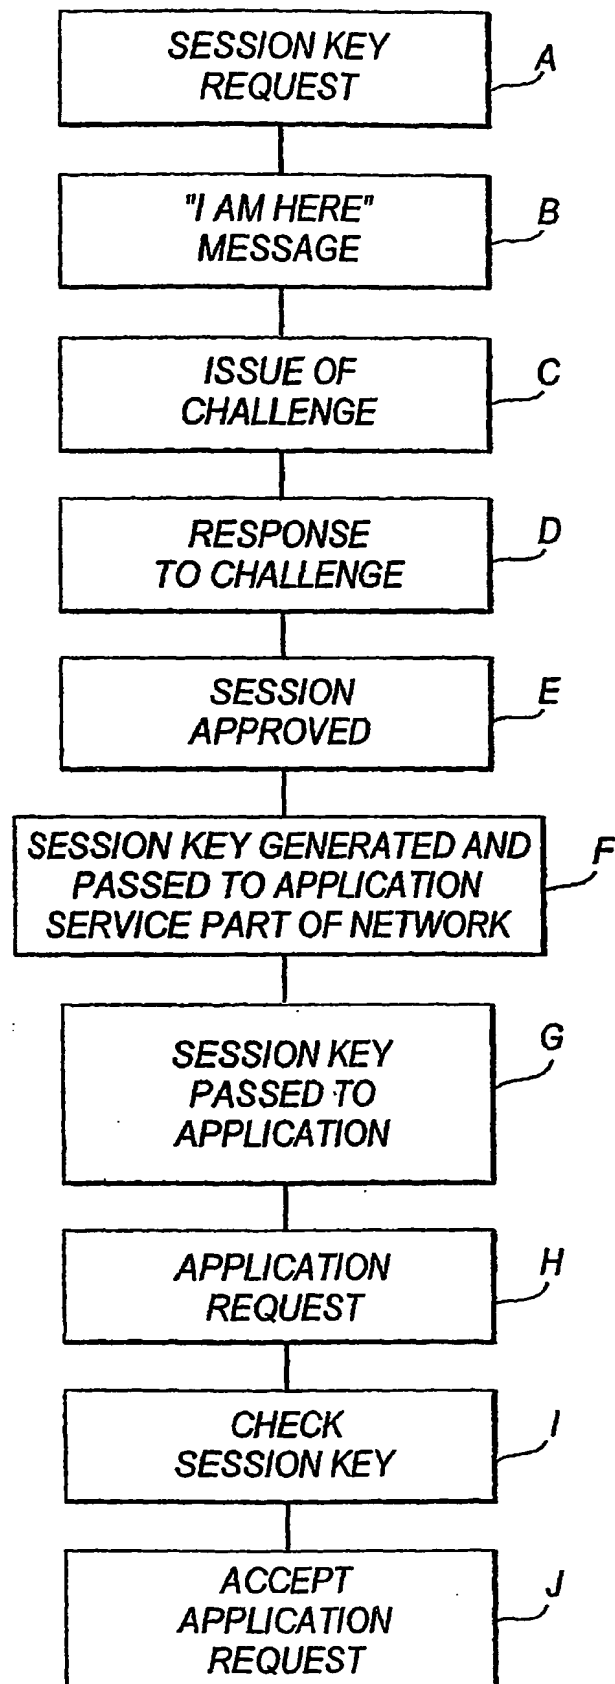 SESSION KEY
REQUEST
A
"I AM HERE"
MESSAGE
B
ISSUE OF
CHALLENGE
C
RESPONSE
TO CHALLENGE
D
SESSION
APPROVED
E
SESSION KEY GENERATED AND
PASSED TO APPLICATION
SERVICE PART OF NETWORK
F
SESSION KEY
PASSED TO
APPLICATION
G
APPLICATION
REQUEST
H
CHECK
SESSION KEY
I
ACCEPT
APPLICATION
REQUEST
J